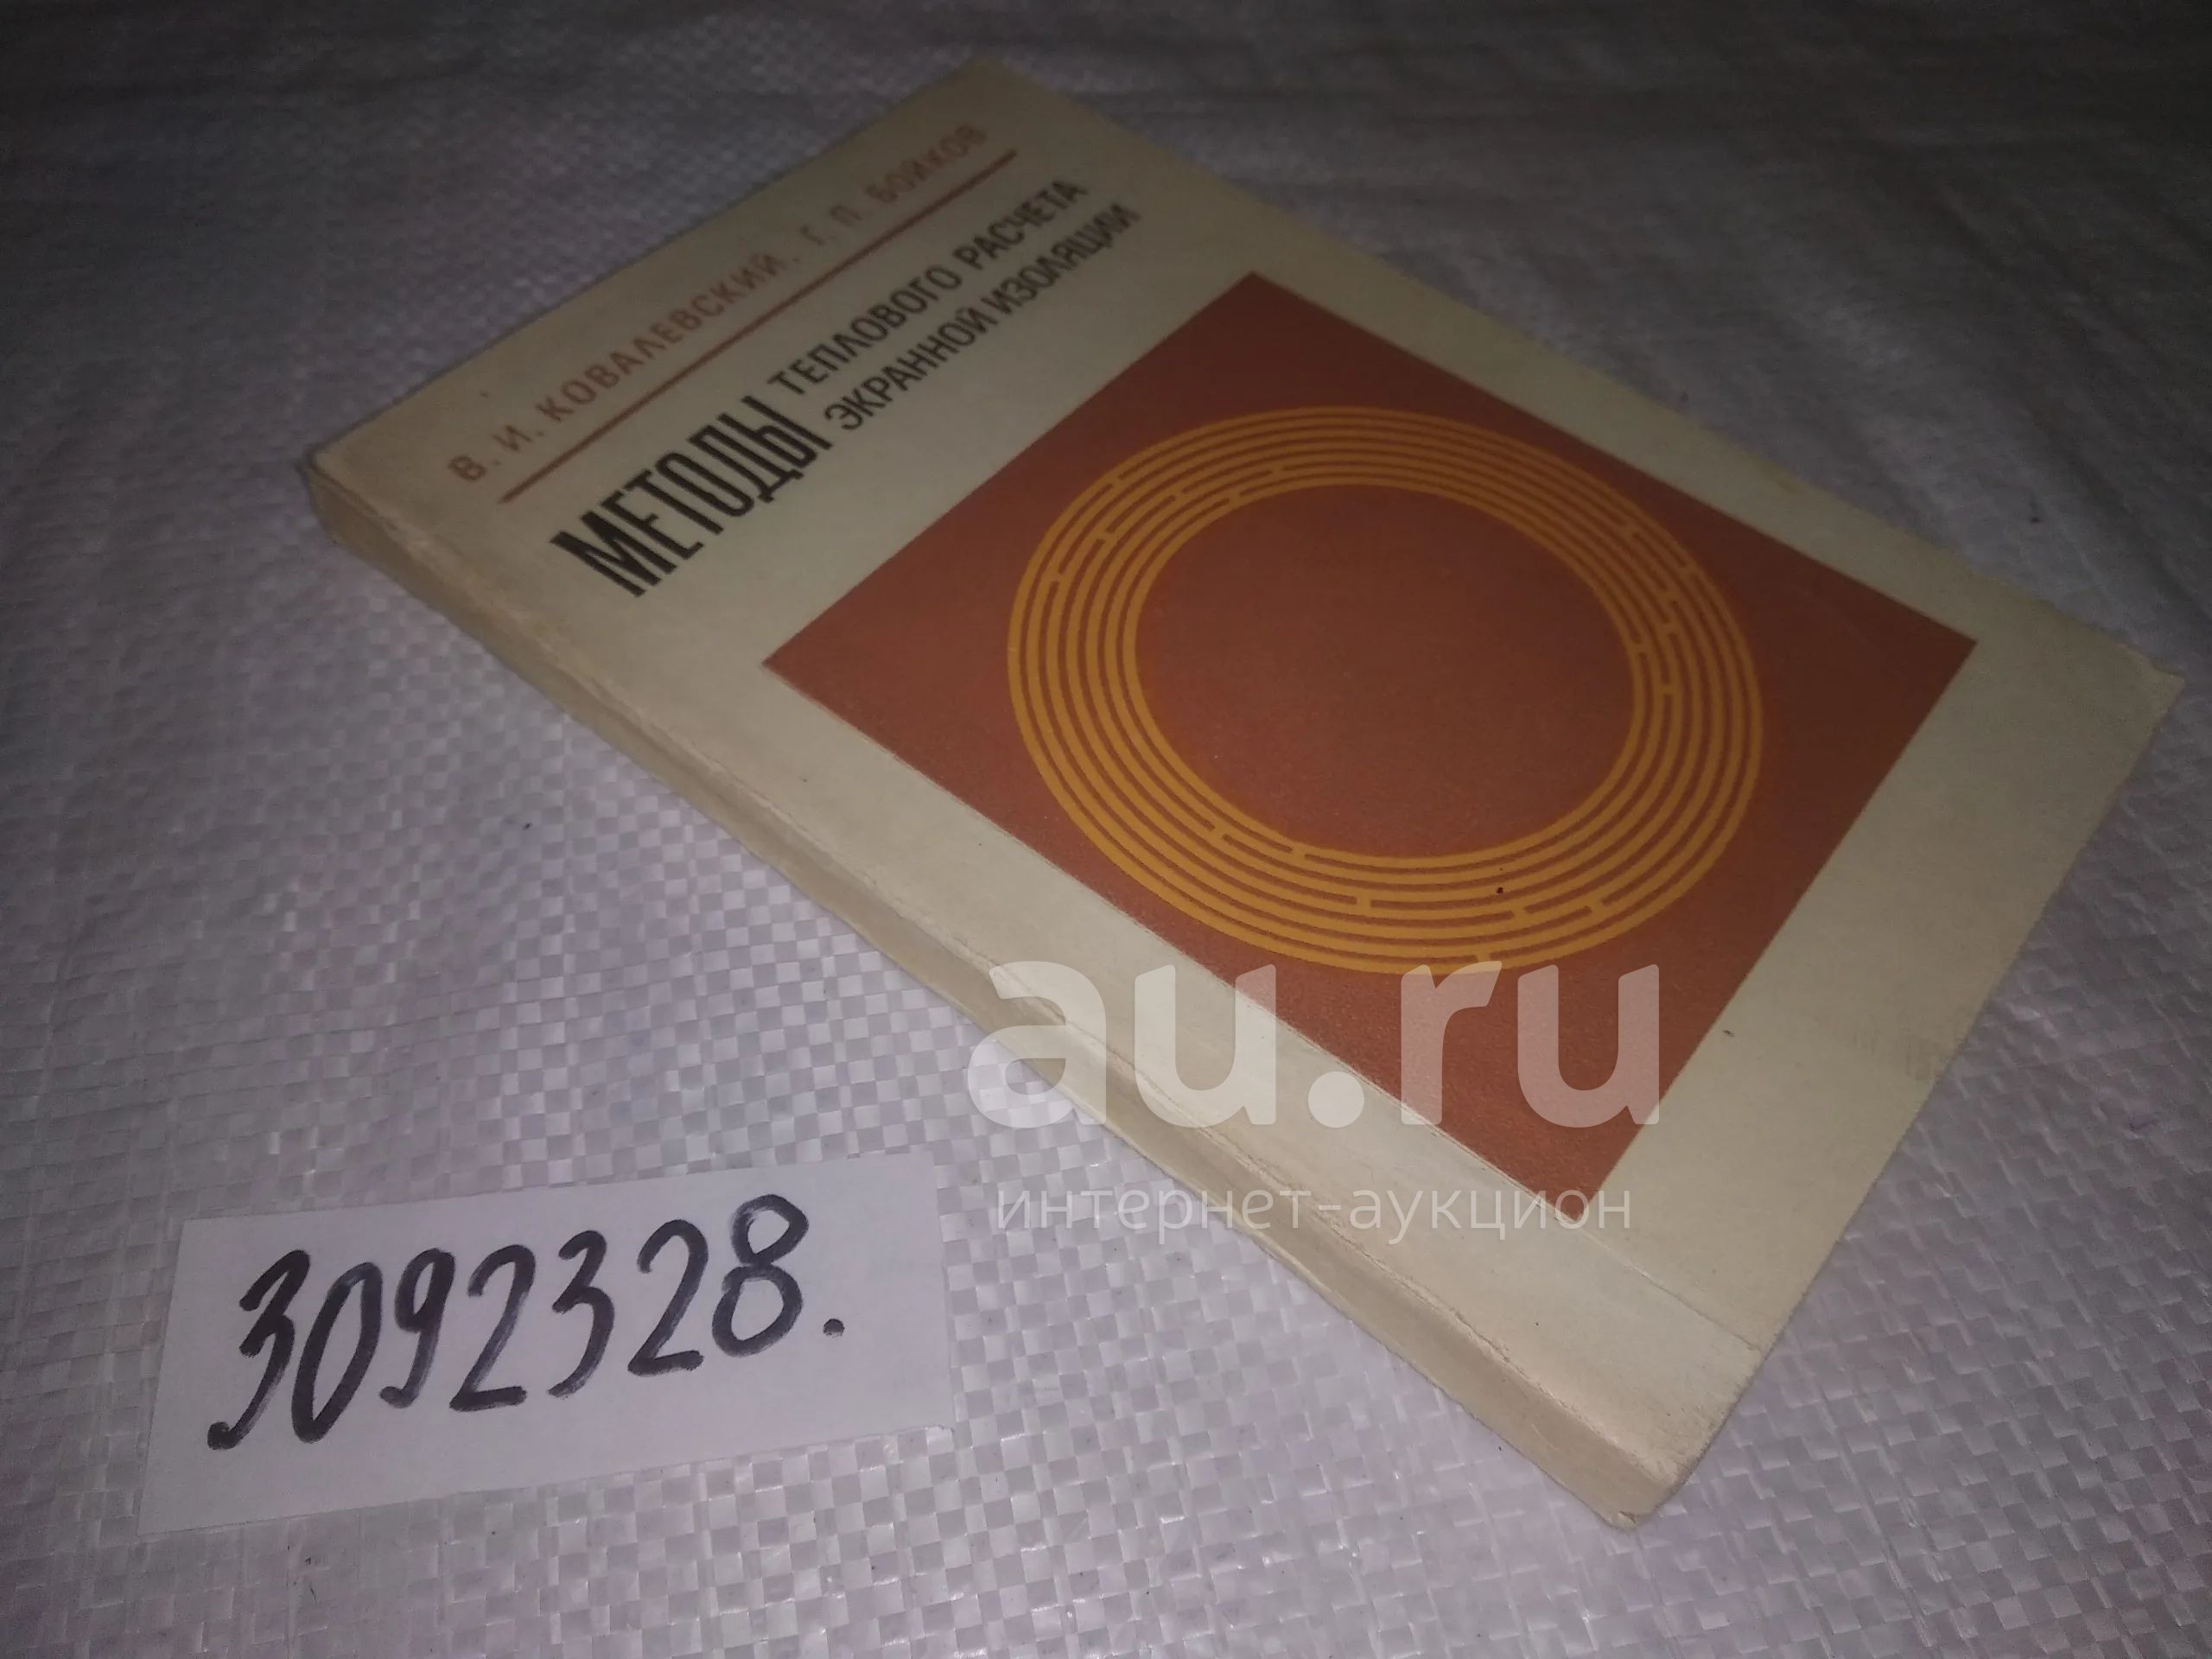 В. И. КОВАЛЕВСКИЙ, Г. П. БОЙКОВ
МЕТОДЫ ТЕПЛОВОГО РАСЧЕТА
ЭКРАННОЙ ИЗОЛЯЦИИ
au.ru
интернет-аукцион
3092328.